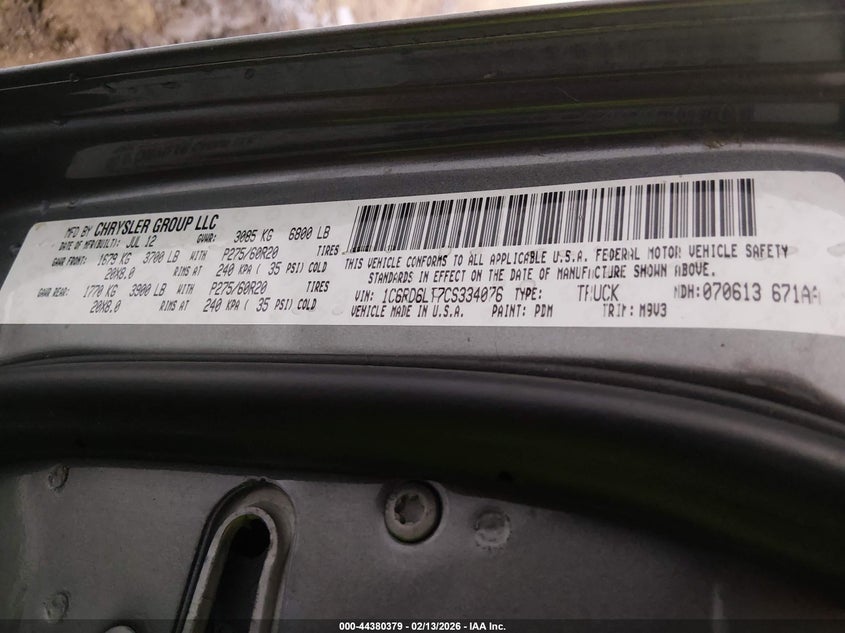 MFD BY CHRYSLER GROUP LLC
DATE OF MFR(BUILT): JUL 12 GVWR: 3085 KG 6800 LB
GAWR FRONT: 1679 KG 3700 LB WITH P275/60R20 TIRES
20X8.0 RIMS AT 240 KPA ( 35 PSI) COLD
GAWR REAR: 1770 KG 3900 LB WITH P275/60R20 TIRES
20X8.0 RIMS AT 240 KPA ( 35 PSI) COLD
THIS VEHICLE CONFORMS TO ALL APPLICABLE U.S.A. FEDERAL MOTOR VEHICLE SAFETY
STANDARDS IN EFFECT ON THE DATE OF MANUFACTURE SHOWN ABOVE.
VIN: 1C6RD6LT7CS334076 TYPE: TRUCK MDH:070613 671AA
VEHICLE MADE IN U.S.A. PAINT: PDM TRIM: M9V3
000-44380379 - 02/13/2026 - IAA Inc.